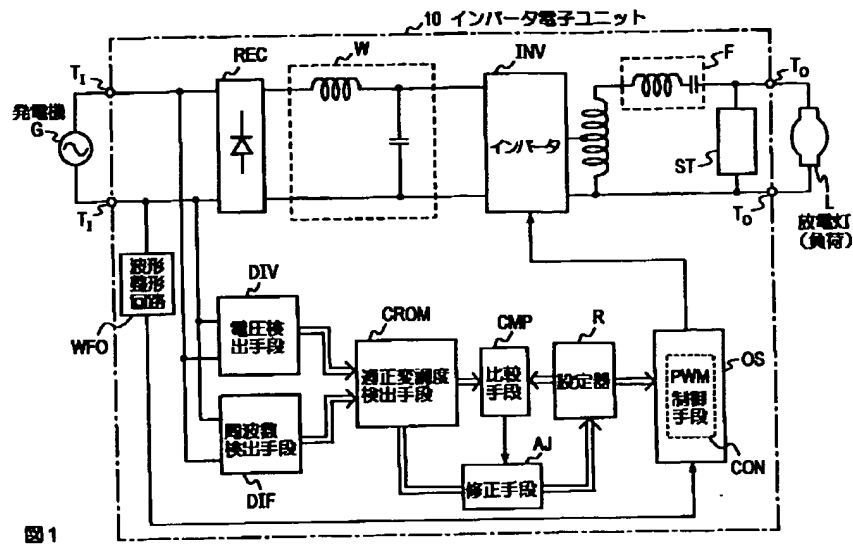 10 インバータ電子ユニット
REC
W
INV
F
TI
TO
発電機
G
インバータ
ST
TI
TO
L
放電灯
(負荷)
波形
整形
回路
WFO
DIV
電圧検
出手段
CROM
適正変調度
検出手段
CMP
比較
手段
R
設定器
OS
PWM
制御
手段
CON
周波数
検出手段
DIF
AJ
修正手段
図1